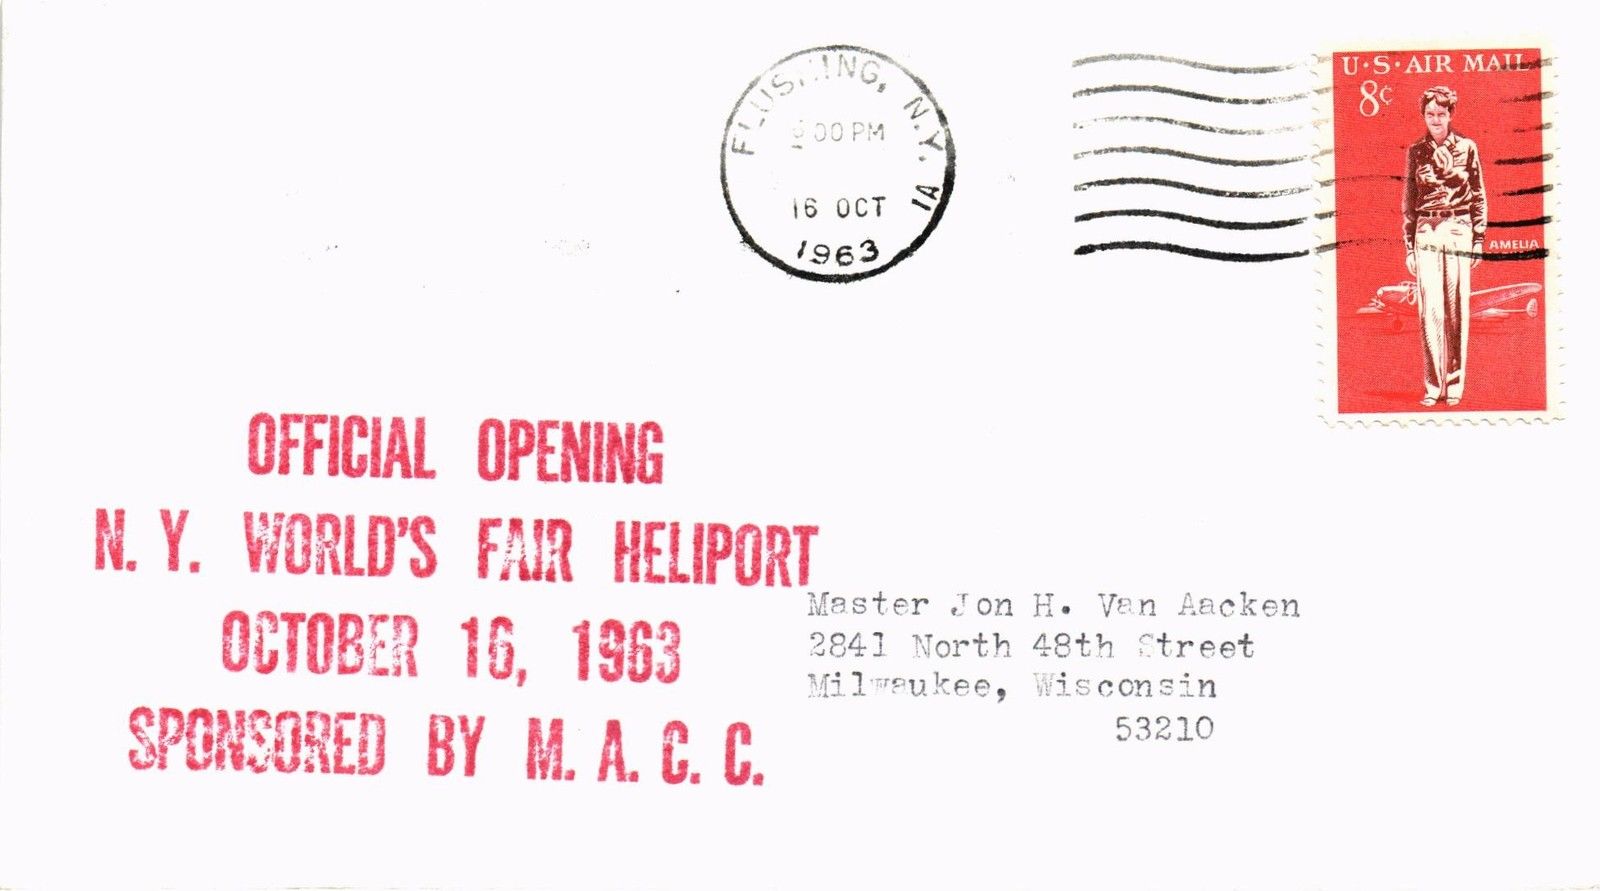 FLUSHING, N.Y.
00 PM
16 OCT
1963
1A
U·S·AIR MAIL
8¢
AMELIA
OFFICIAL OPENING
N. Y. WORLD'S FAIR HELIPORT
OCTOBER 16, 1963
SPONSORED BY M. A. C. C.
Master Jon H. Van Aacken
2841 North 48th Street
Milwaukee, Wisconsin
53210